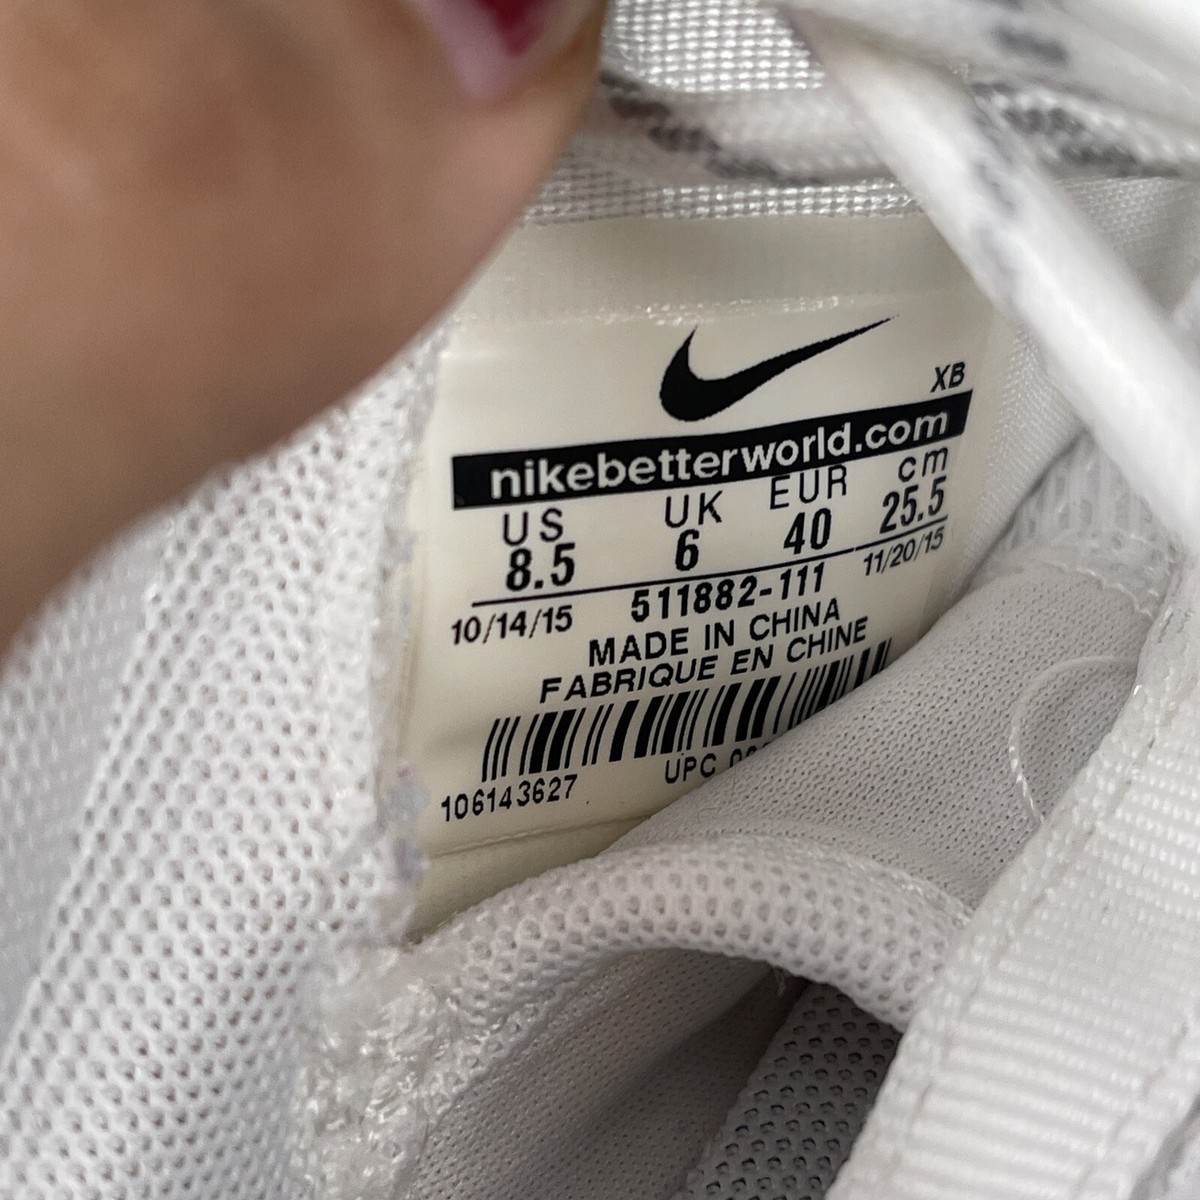 XB
nikebetterworld.com
US UK EUR cm
8.5 6 40 25.5
10/14/15 511882-111 11/20/15
MADE IN CHINA
FABRIQUE EN CHINE
106143627 UPC